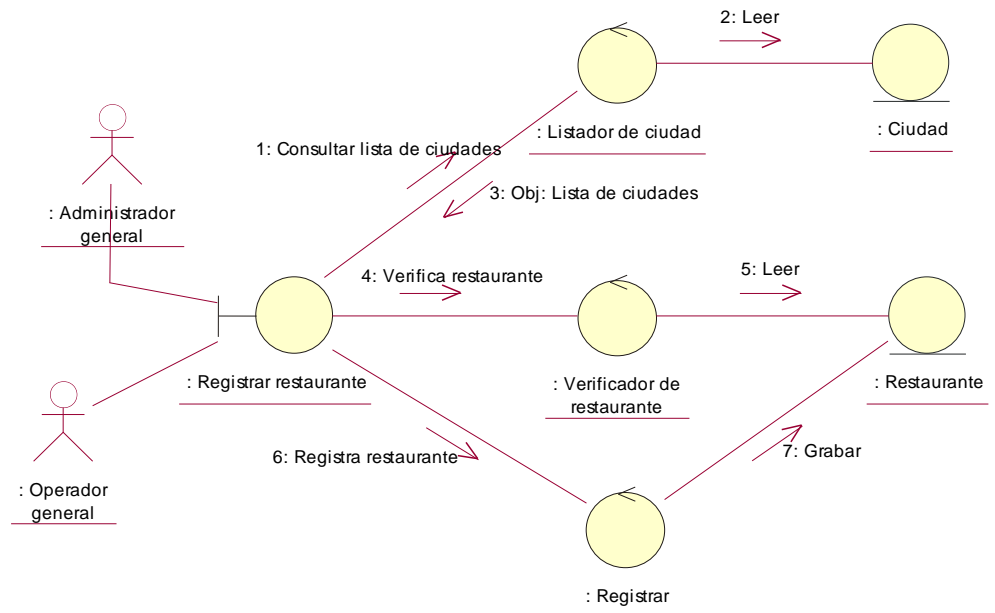 2: Leer
: Listador de ciudad
: Ciudad
1: Consultar lista de ciudades
3: Obj: Lista de ciudades
: Administrador
general
4: Verifica restaurante
5: Leer
: Registrar restaurante
: Verificador de
restaurante
: Restaurante
6: Registra restaurante
7: Grabar
: Operador
general
: Registrar